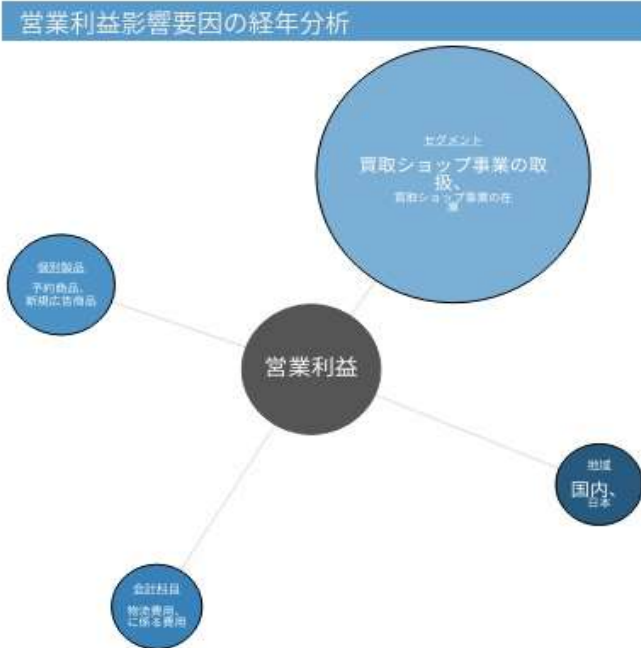 営業利益影響要因の経年分析
セグメント
買取ショップ事業の取
扱、
買取ショップ事業の在
庫
個別製品
予約商品、
新規広告商品
営業利益
地域
国内、
日本
会計科目
物流費用、
に係る費用